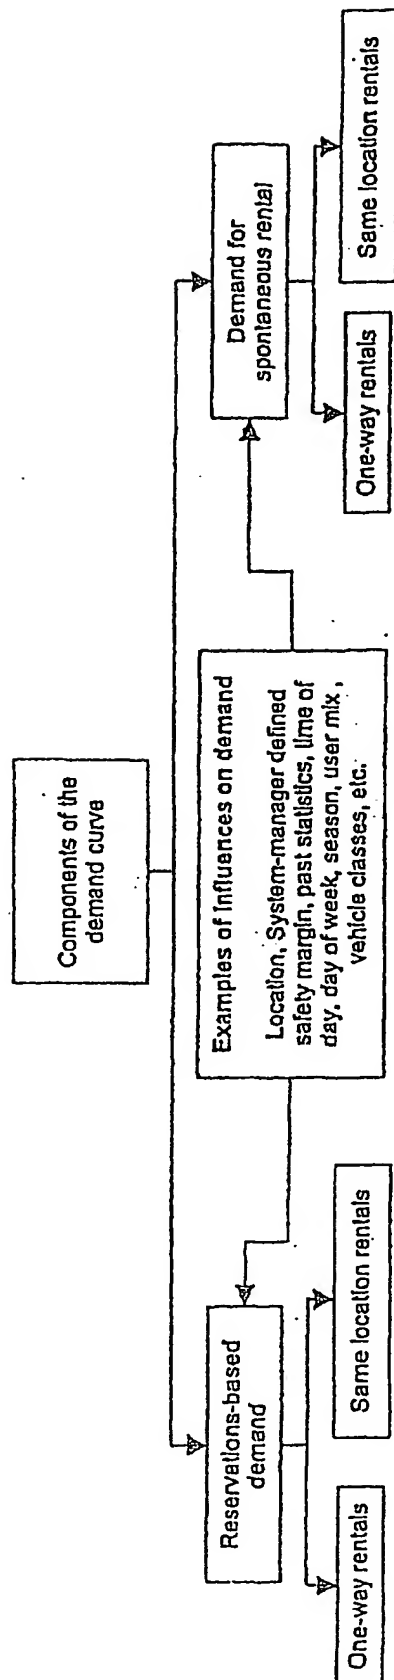 Components of the
demand curve
Reservations-based
demand
Examples of Influences on demand
Location, System-manager defined
safety margin, past statistics, time of
day, day of week, season, user mix ,
vehicle classes, etc.
Demand for
spontaneous rental
One-way rentals
Same location rentals
One-way rentals
Same location rentals